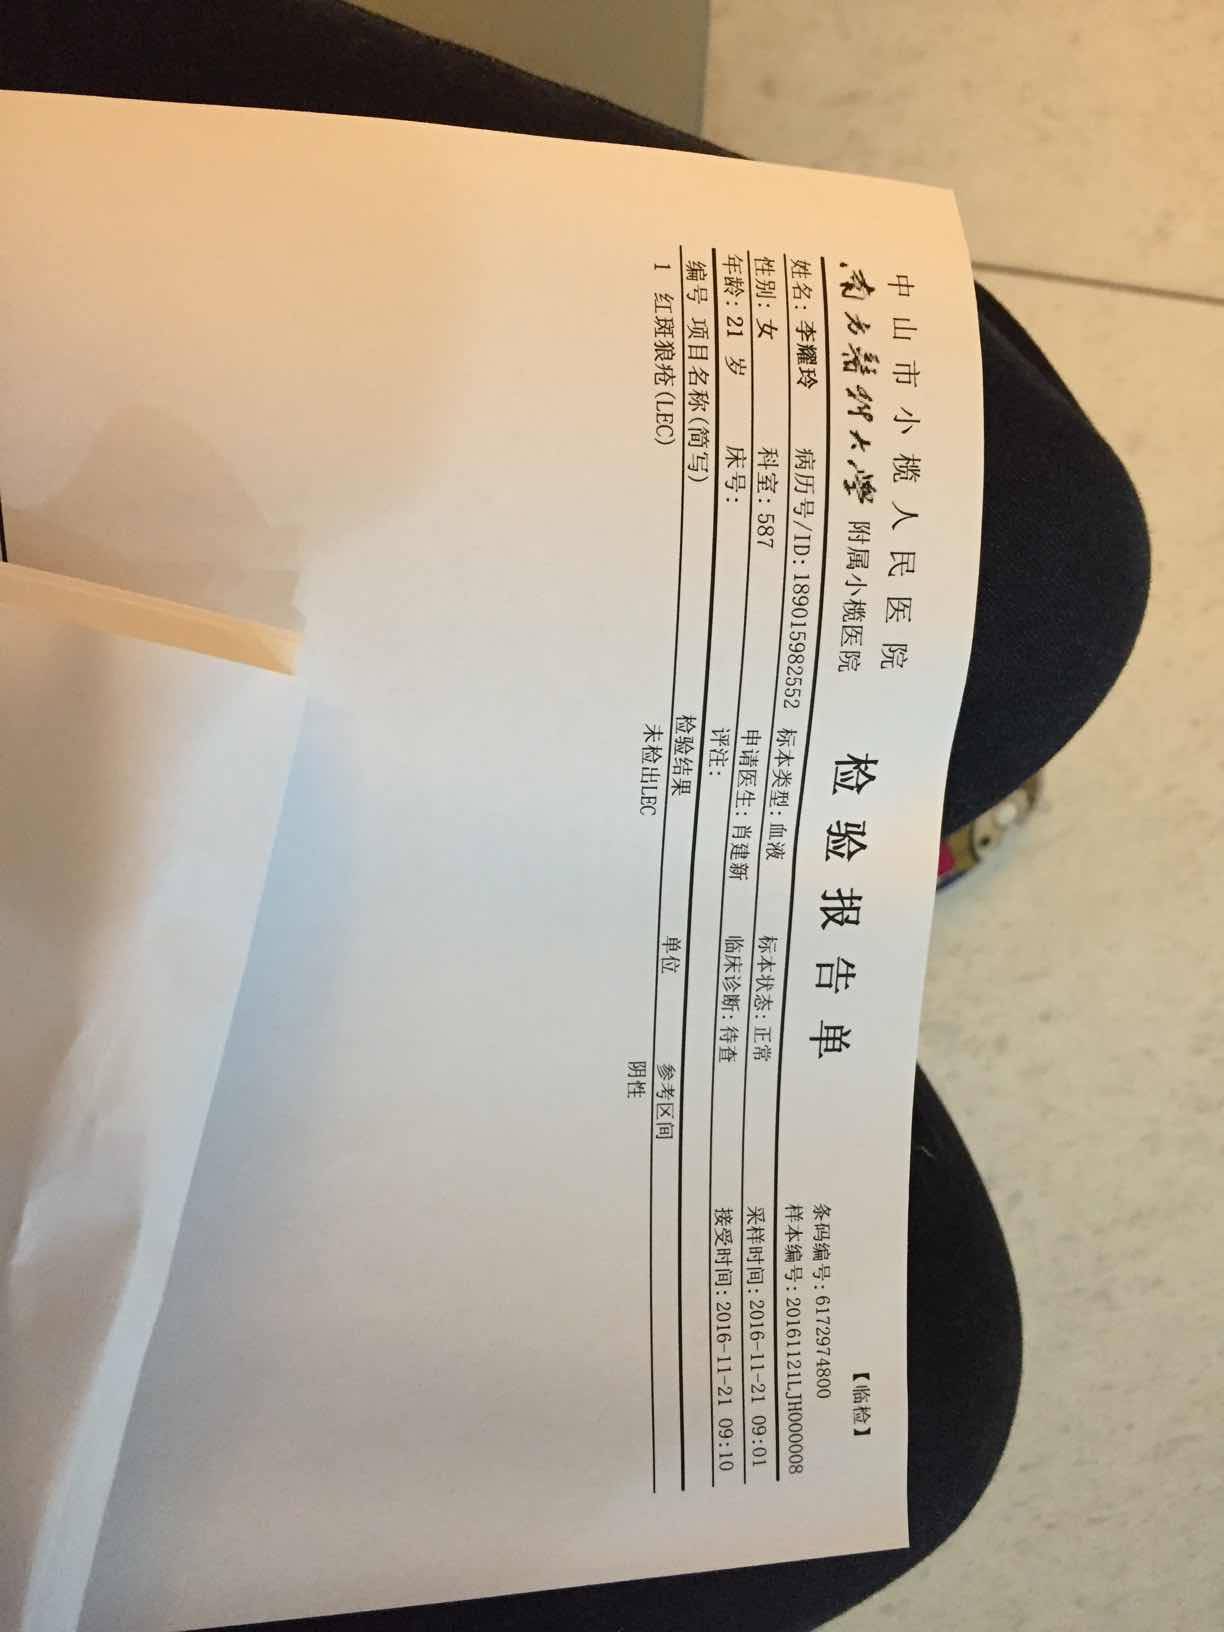 中山市小榄人民医院
南方医科大学 附属小榄医院 检验报告单 【临检】
条码编号: 6172974800
姓名: 李耀玲 病历号/ID: 189015982552 标本类型: 血液 标本状态: 正常 样本编号: 20161121LJH000008
性别: 女 科室: 587 申请医生: 肖建新 临床诊断: 待查 采样时间: 2016-11-21 09:01
年龄: 21 岁 床号: 评注: 接受时间: 2016-11-21 09:10
编号 项目名称(简写) 检验结果 单位 参考区间
1 红斑狼疮(LEC) 未检出LEC 阴性